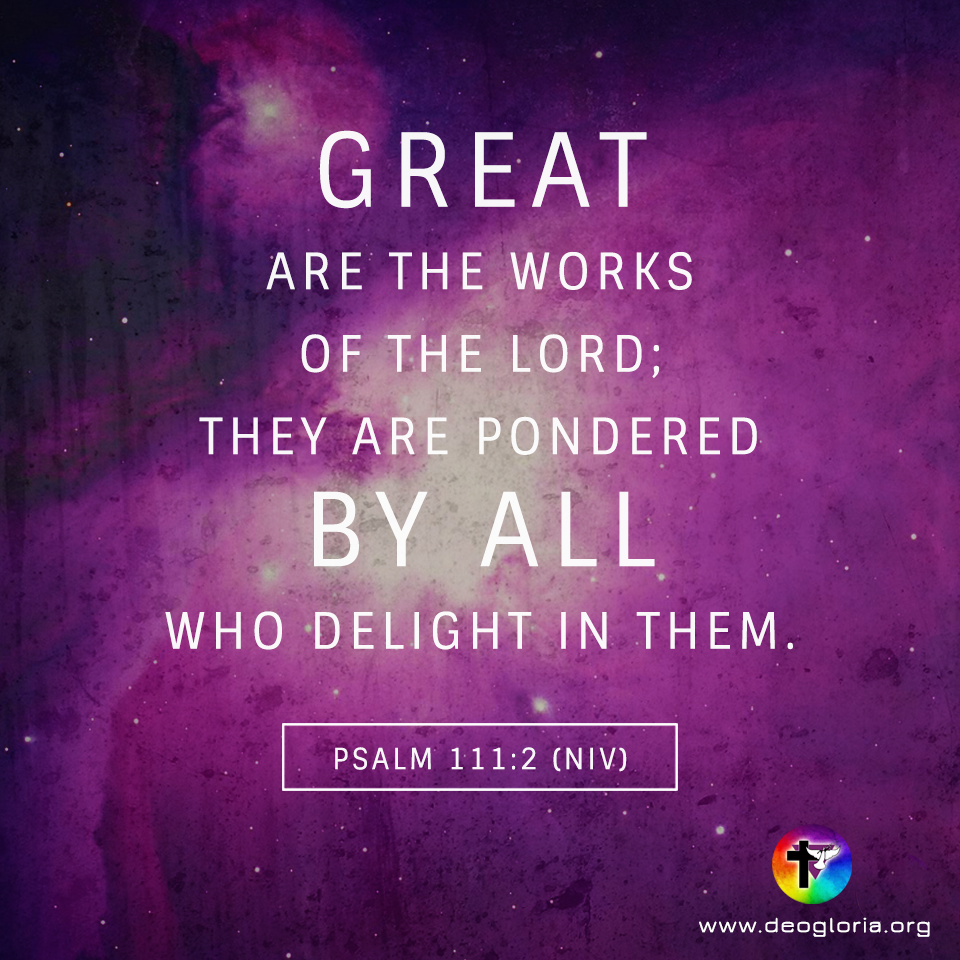 GREAT
ARE THE WORKS
OF THE LORD;
THEY ARE PONDERED
BY ALL
WHO DELIGHT IN THEM.
PSALM 111:2 (NIV)
www.deogloria.org